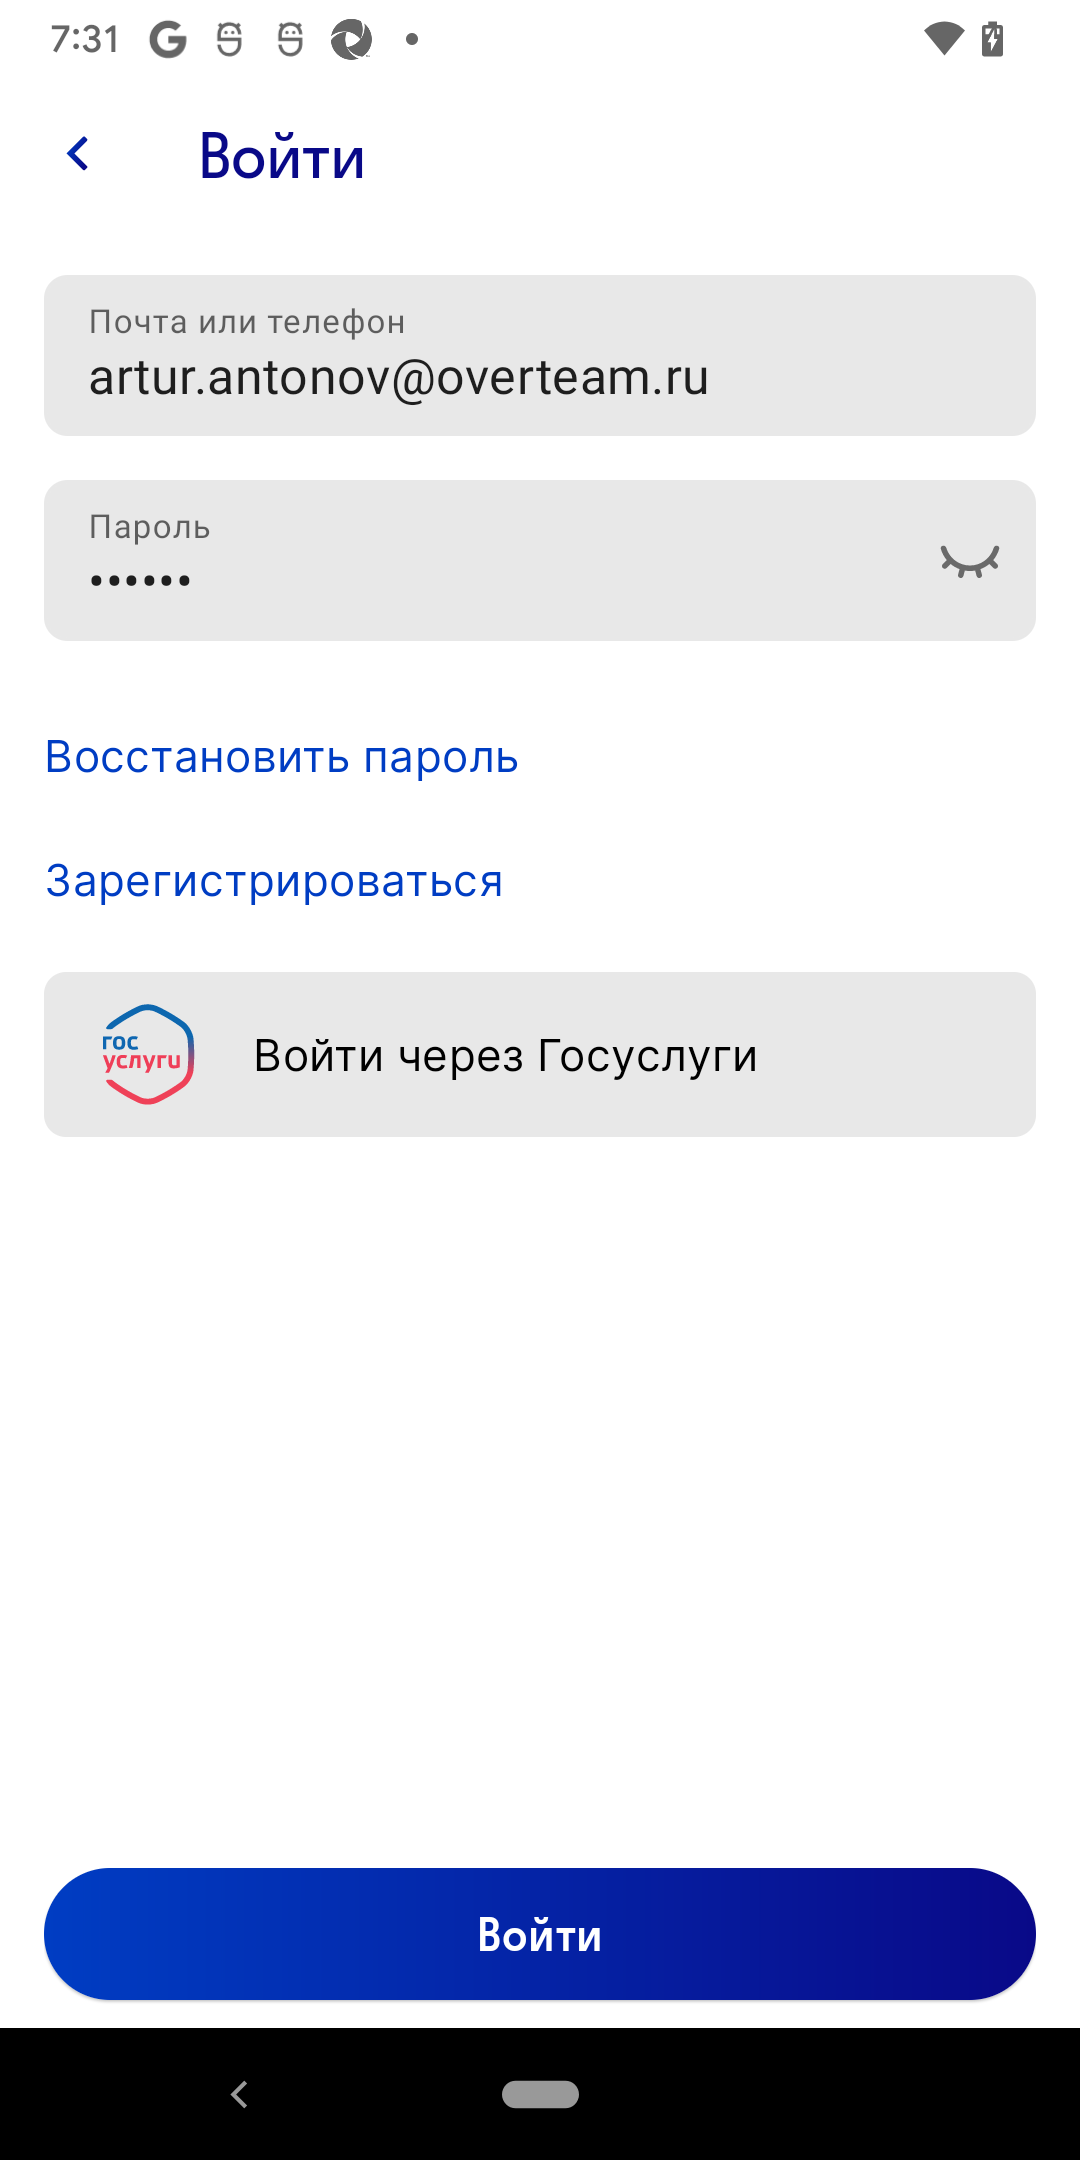 7:31
Войти
Почта или телефон
artur.antonov@overteam.ru
Пароль
••••••
Восстановить пароль
Зарегистрироваться
гос
услуги
Войти через Госуслуги
Войти